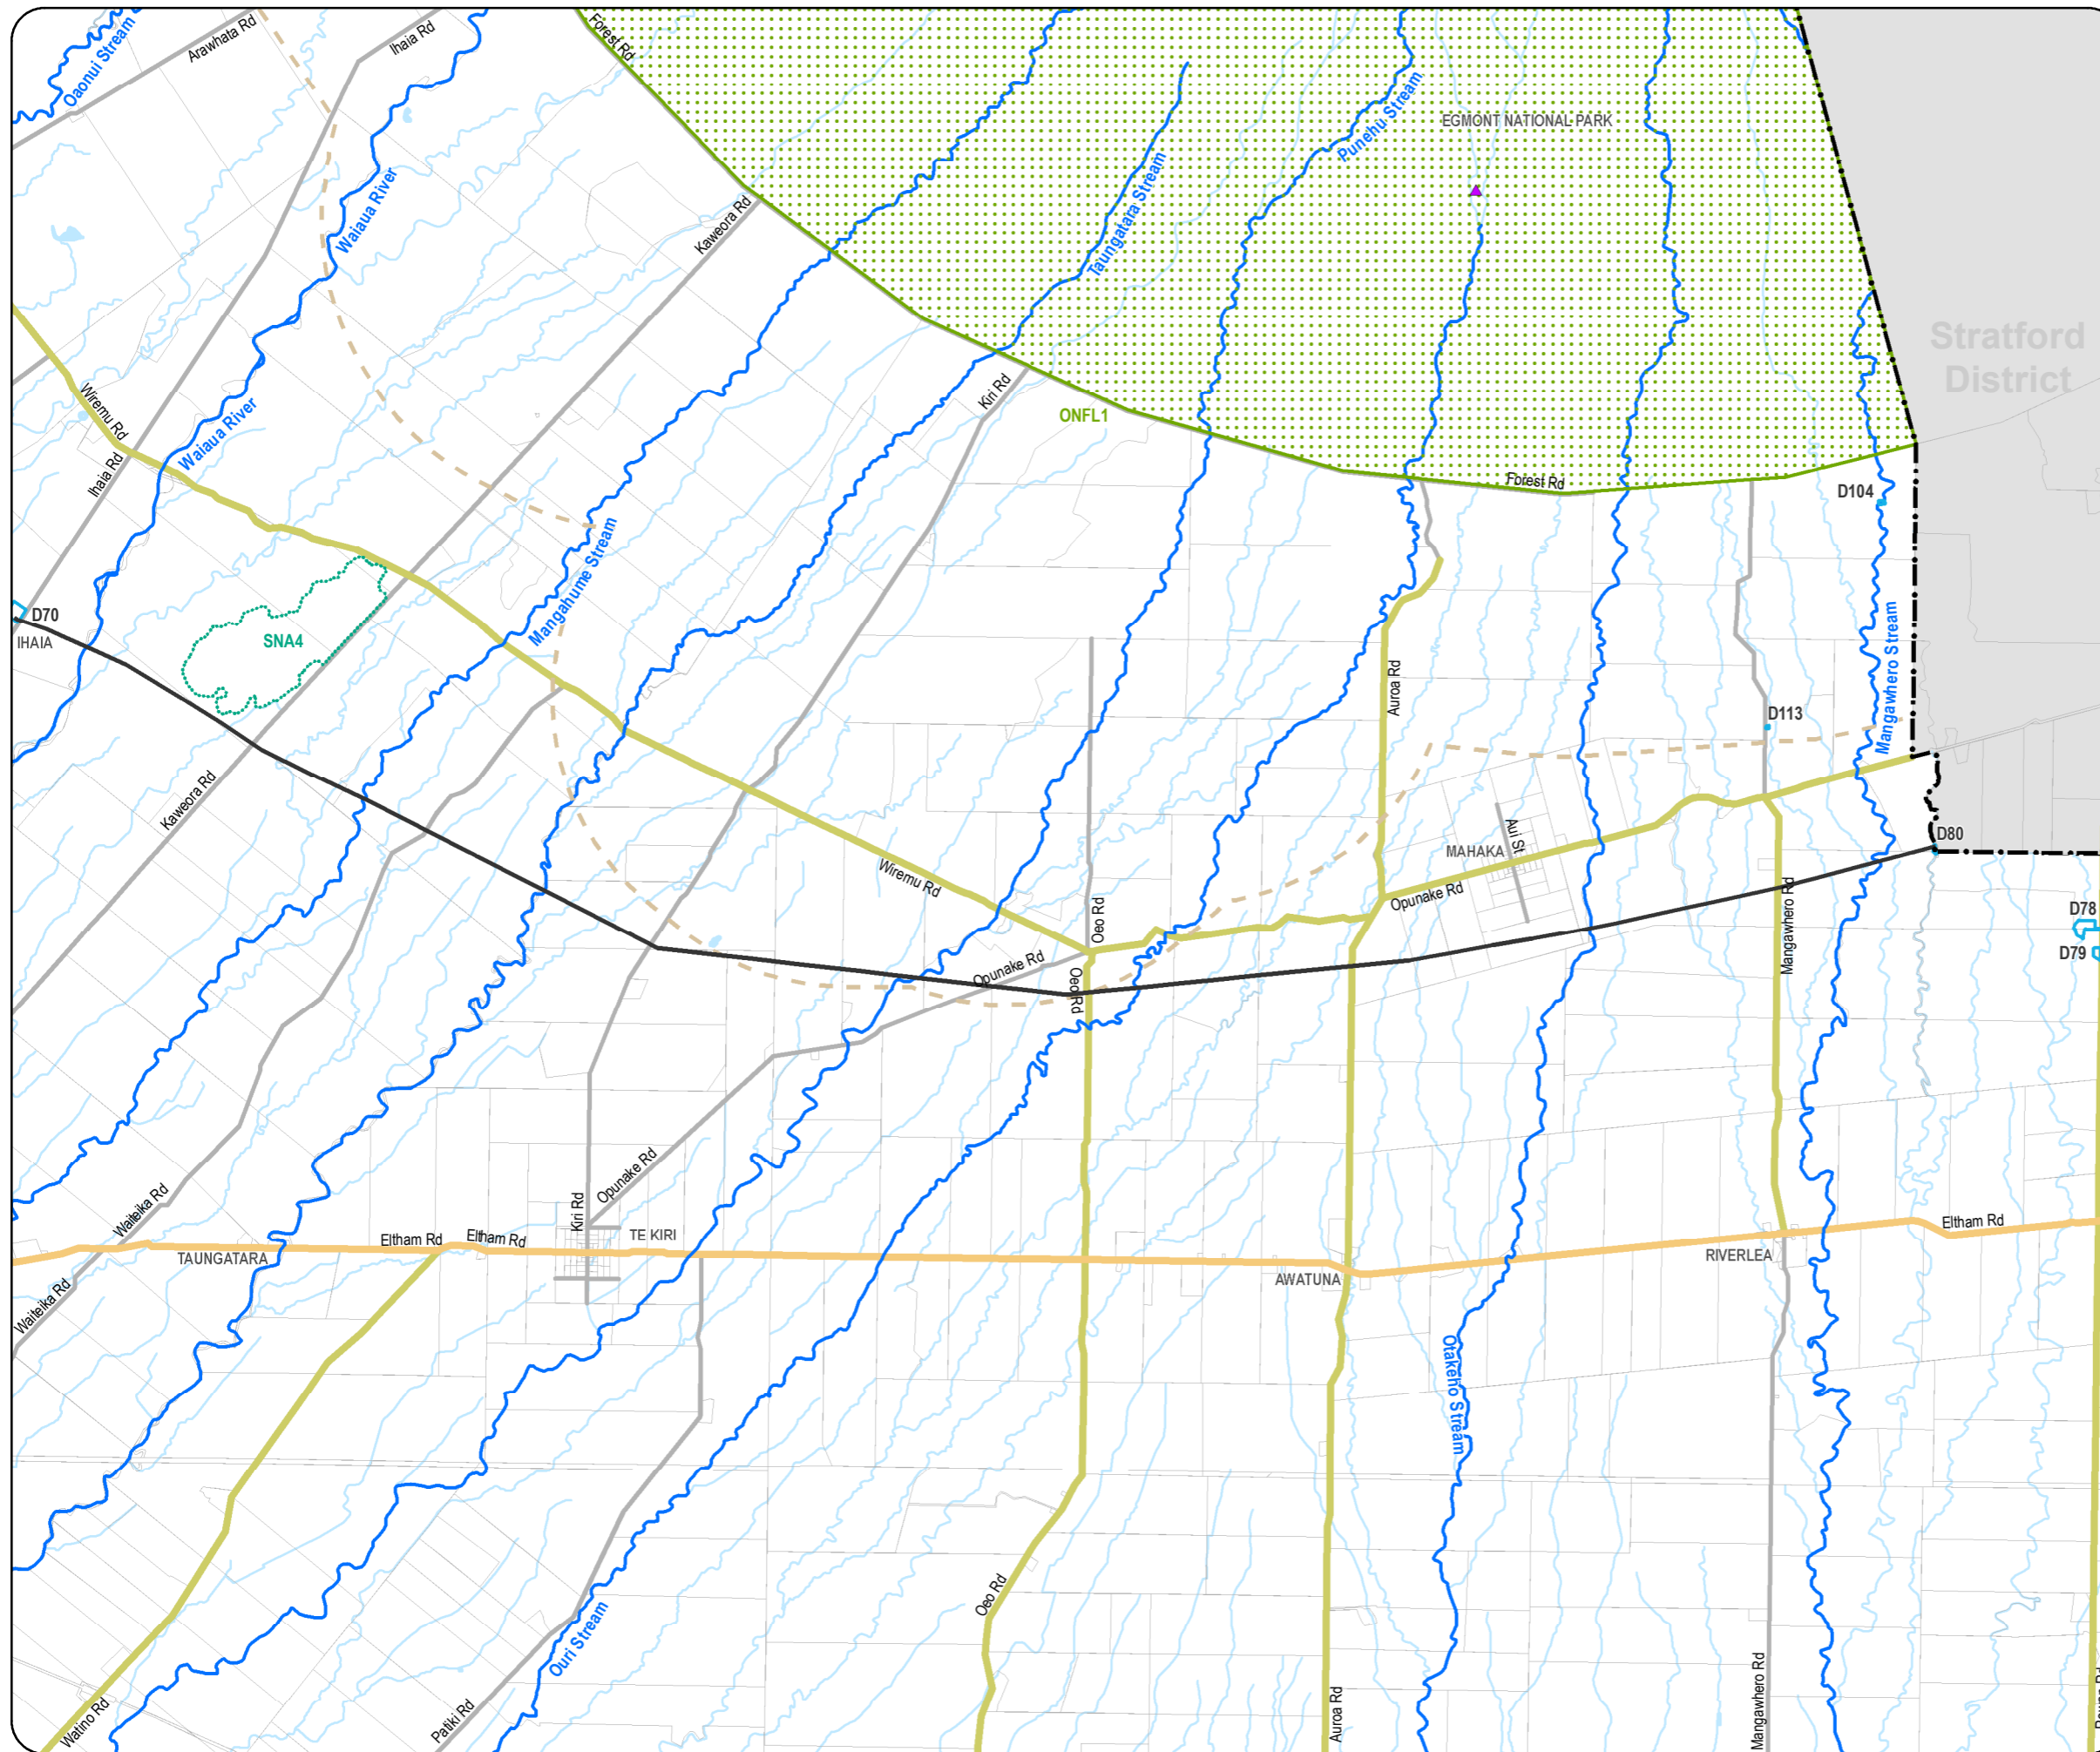 Oaonui Stream
Arawhata Rd
Ihaia Rd
Forest Rd
Punehu Stream
EGMONT NATIONAL PARK
Waiaua River
Kaweora Rd
Taungatara Stream
Stratford
District
Wiremu Rd
Kiri Rd
ONFL1
Waiaua River
Ihaia Rd
Forest Rd
D104
Mangahume Stream
D70
IHAIA
SNA4
Mangawhero Stream
Auroa Rd
D113
Kaweora Rd
Aui St
MAHAKA
D80
Wiremu Rd
Opunake Rd
Oeo Rd
Mangawhero Rd
D78
D79
Opunake Rd
Oeo Rd
Opunake Rd
Waiteika Rd
Kiri Rd
TE KIRI
Eltham Rd
Eltham Rd
Eltham Rd
TAUNGATARA
RIVERLEA
AWATUNA
Waiteika Rd
Otakeho Stream
Oeo Rd
Ouri Stream
Watino Rd
Patiki Rd
Auroa Rd
Mangawhero Rd